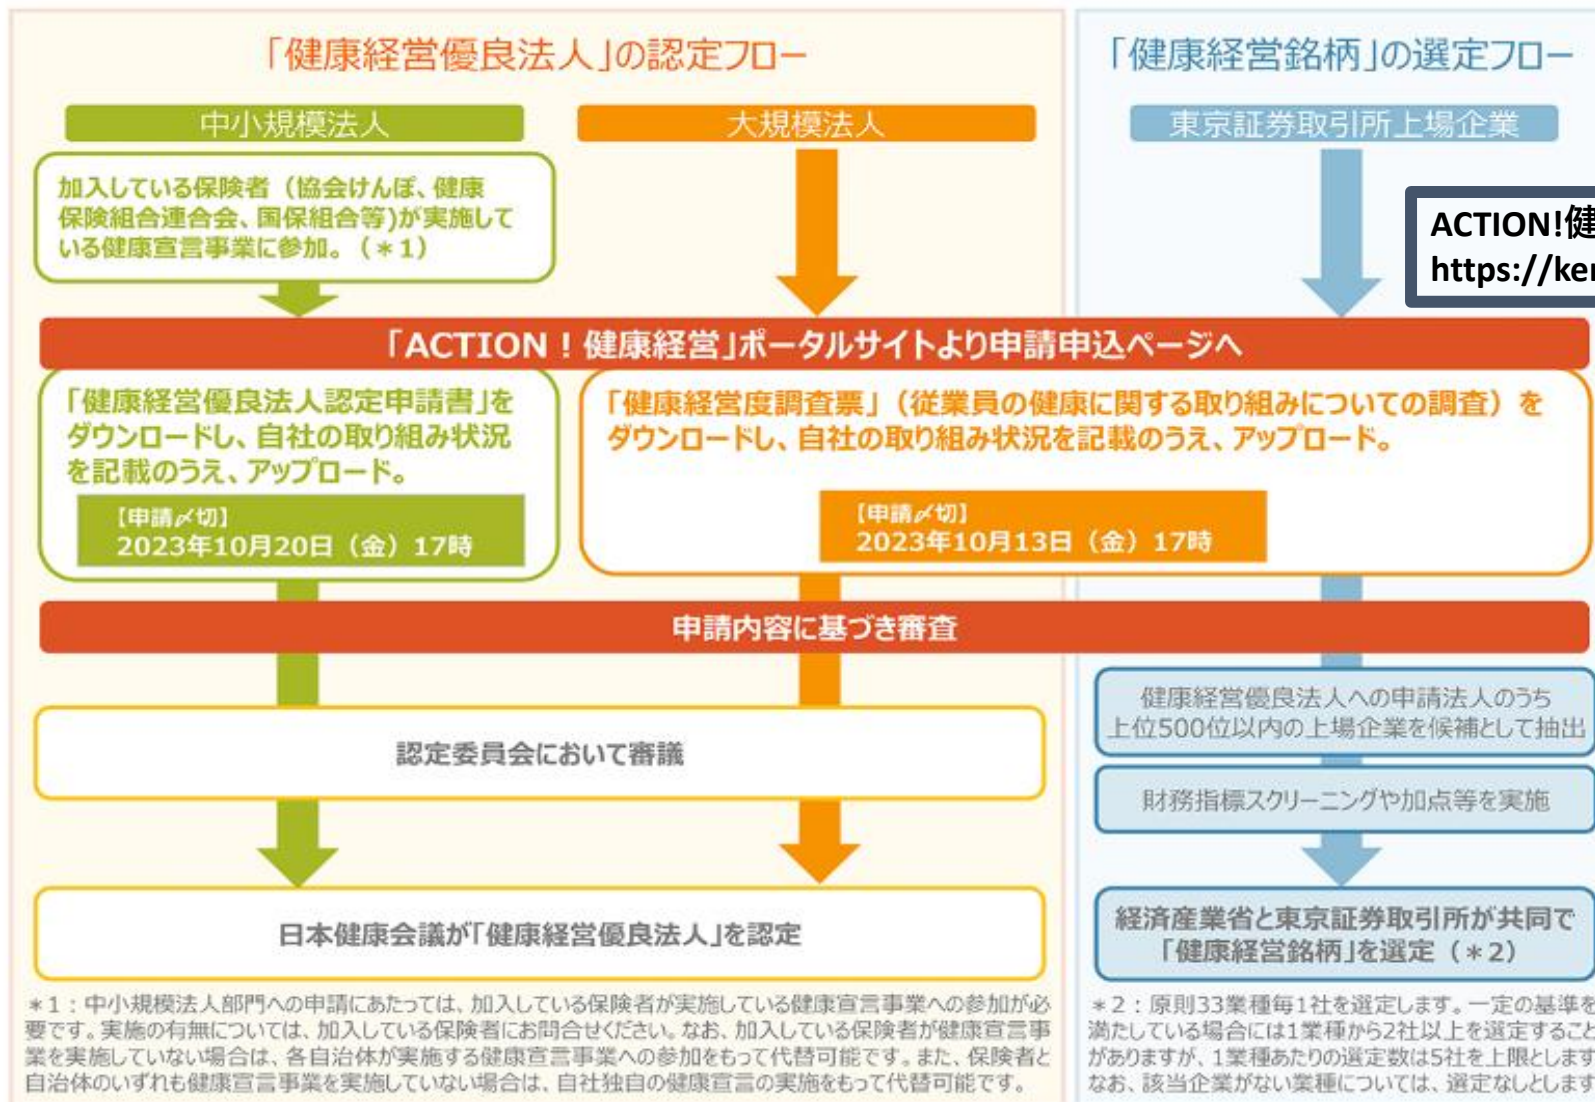 「健康経営優良法人」の認定フロー
中小規模法人
大規模法人
加入している保険者（協会けんぽ、健康
保険組合連合会、国保組合等)が実施して
いる健康宣言事業に参加。（＊1）
「健康経営銘柄」の選定フロー
東京証券取引所上場企業
ACTION!健
https://ke
「ACTION！健康経営」ポータルサイトより申請申込ページへ
「健康経営優良法人認定申請書」を
ダウンロードし、自社の取り組み状況
を記載のうえ、アップロード。
【申請〆切】
2023年10月20日（金）17時
「健康経営度調査票」（従業員の健康に関する取り組みについての調査）を
ダウンロードし、自社の取り組み状況を記載のうえ、アップロード。
【申請〆切】
2023年10月13日（金）17時
申請内容に基づき審査
認定委員会において審議
日本健康会議が「健康経営優良法人」を認定
健康経営優良法人への申請法人のうち
上位500位以内の上場企業を候補として抽出
財務指標スクリーニングや加点等を実施
経済産業省と東京証券取引所が共同で
「健康経営銘柄」を選定（＊2）
＊1：中小規模法人部門への申請にあたっては、加入している保険者が実施している健康宣言事業への参加が必
要です。実施の有無については、加入している保険者にお問合せください。なお、加入している保険者が健康宣言事
業を実施していない場合は、各自治体が実施する健康宣言事業への参加をもって代替可能です。また、保険者と
自治体のいずれも健康宣言事業を実施していない場合は、自社独自の健康宣言の実施をもって代替可能です。
＊2：原則33業種毎1社を選定します。一定の基準を
満たしている場合には1業種から2社以上を選定すること
がありますが、1業種あたりの選定数は5社を上限とします
なお、該当企業がない業種については、選定なしとします